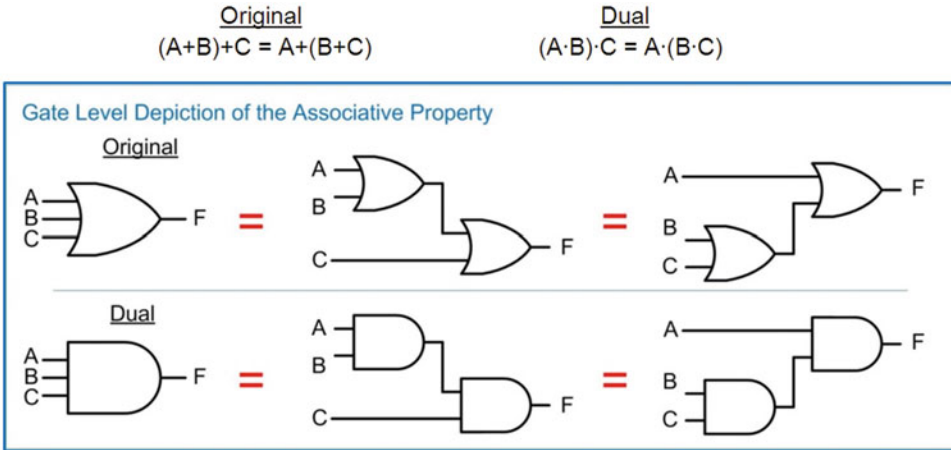 Original Dual
(A+B)+C = A+(B+C) (A·B)·C = A·(B·C)
Gate Level Depiction of the Associative Property
Original
A
B
C
F
=
A
B
C
F
=
A
B
C
F
Dual
A
B
C
F
=
A
B
C
F
=
A
B
C
F